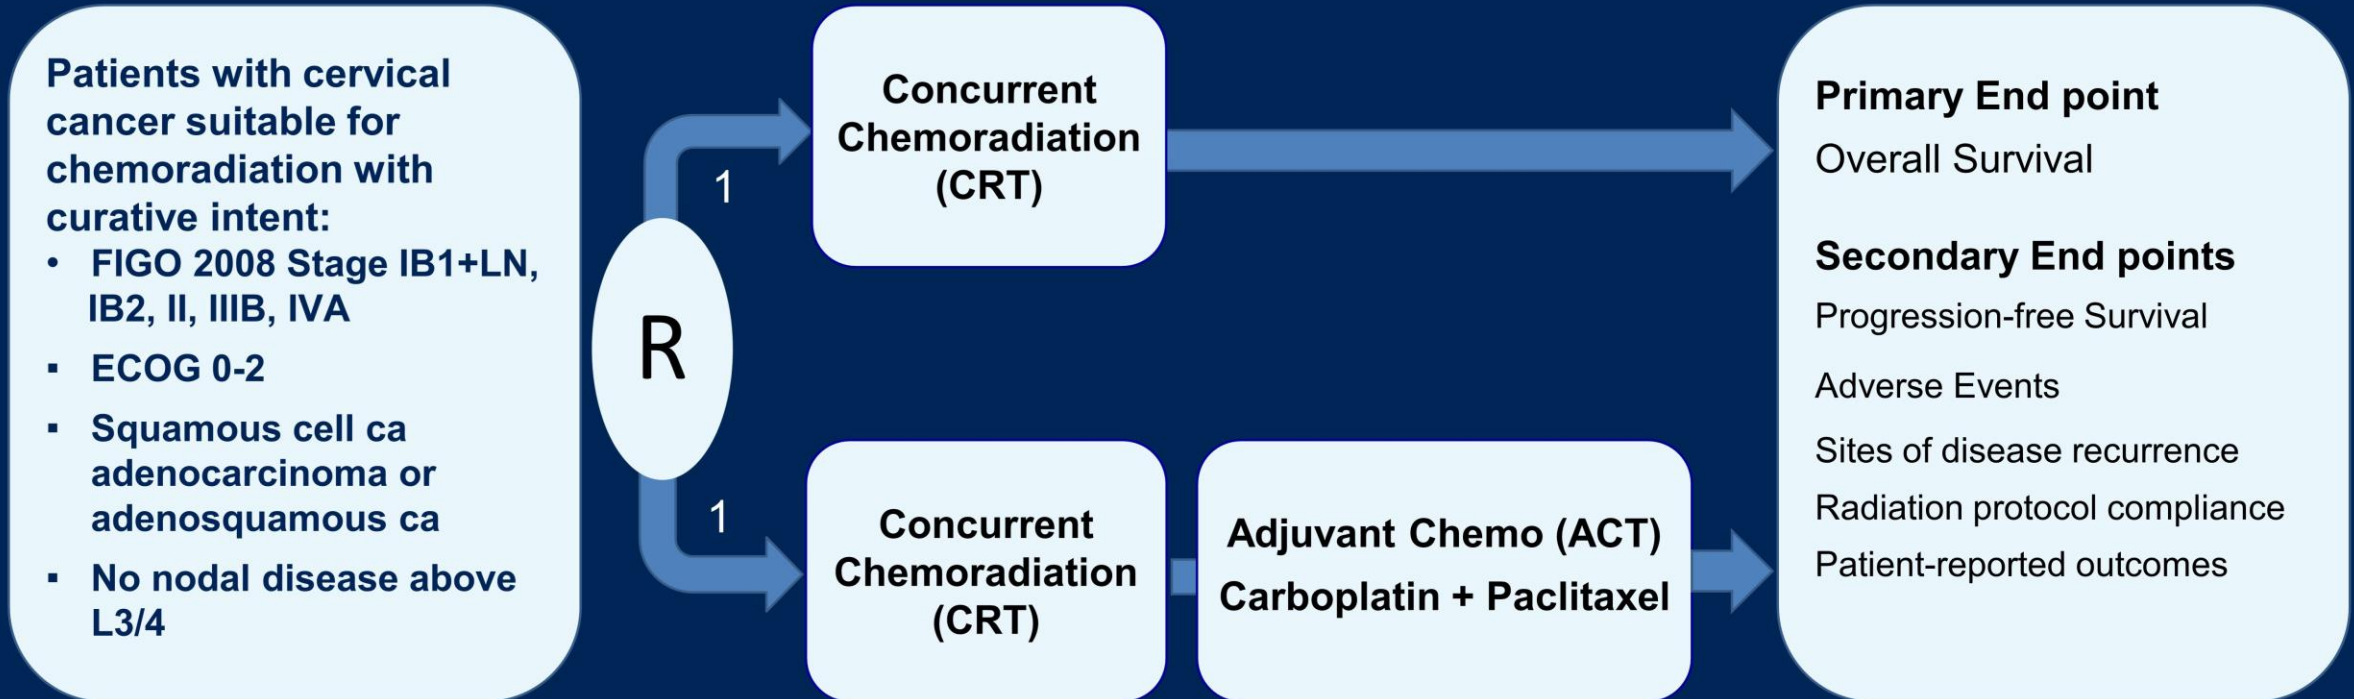 Patients with cervical
cancer suitable for
chemoradiation with
curative intent:
• FIGO 2008 Stage IB1+LN,
IB2, II, IIIB, IVA
▪ ECOG 0-2
▪ Squamous cell ca
adenocarcinoma or
adenosquamous ca
▪ No nodal disease above
L3/4
R
1
Concurrent
Chemoradiation
(CRT)
1
Concurrent
Chemoradiation
(CRT)
Adjuvant Chemo (ACT)
Carboplatin + Paclitaxel
Primary End point
Overall Survival
Secondary End points
Progression-free Survival
Adverse Events
Sites of disease recurrence
Radiation protocol compliance
Patient-reported outcomes